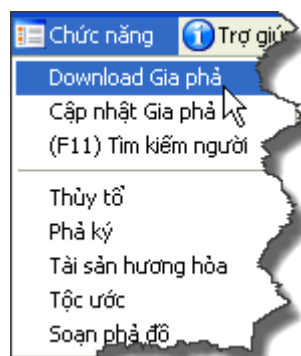 Chức năng Trợ giúp
Download Gia phả
Cập nhật Gia phả
(F11) Tìm kiếm người
Thủy tổ
Phả ký
Tài sản hương hỏa
Tộc ước
Soạn phả đồ